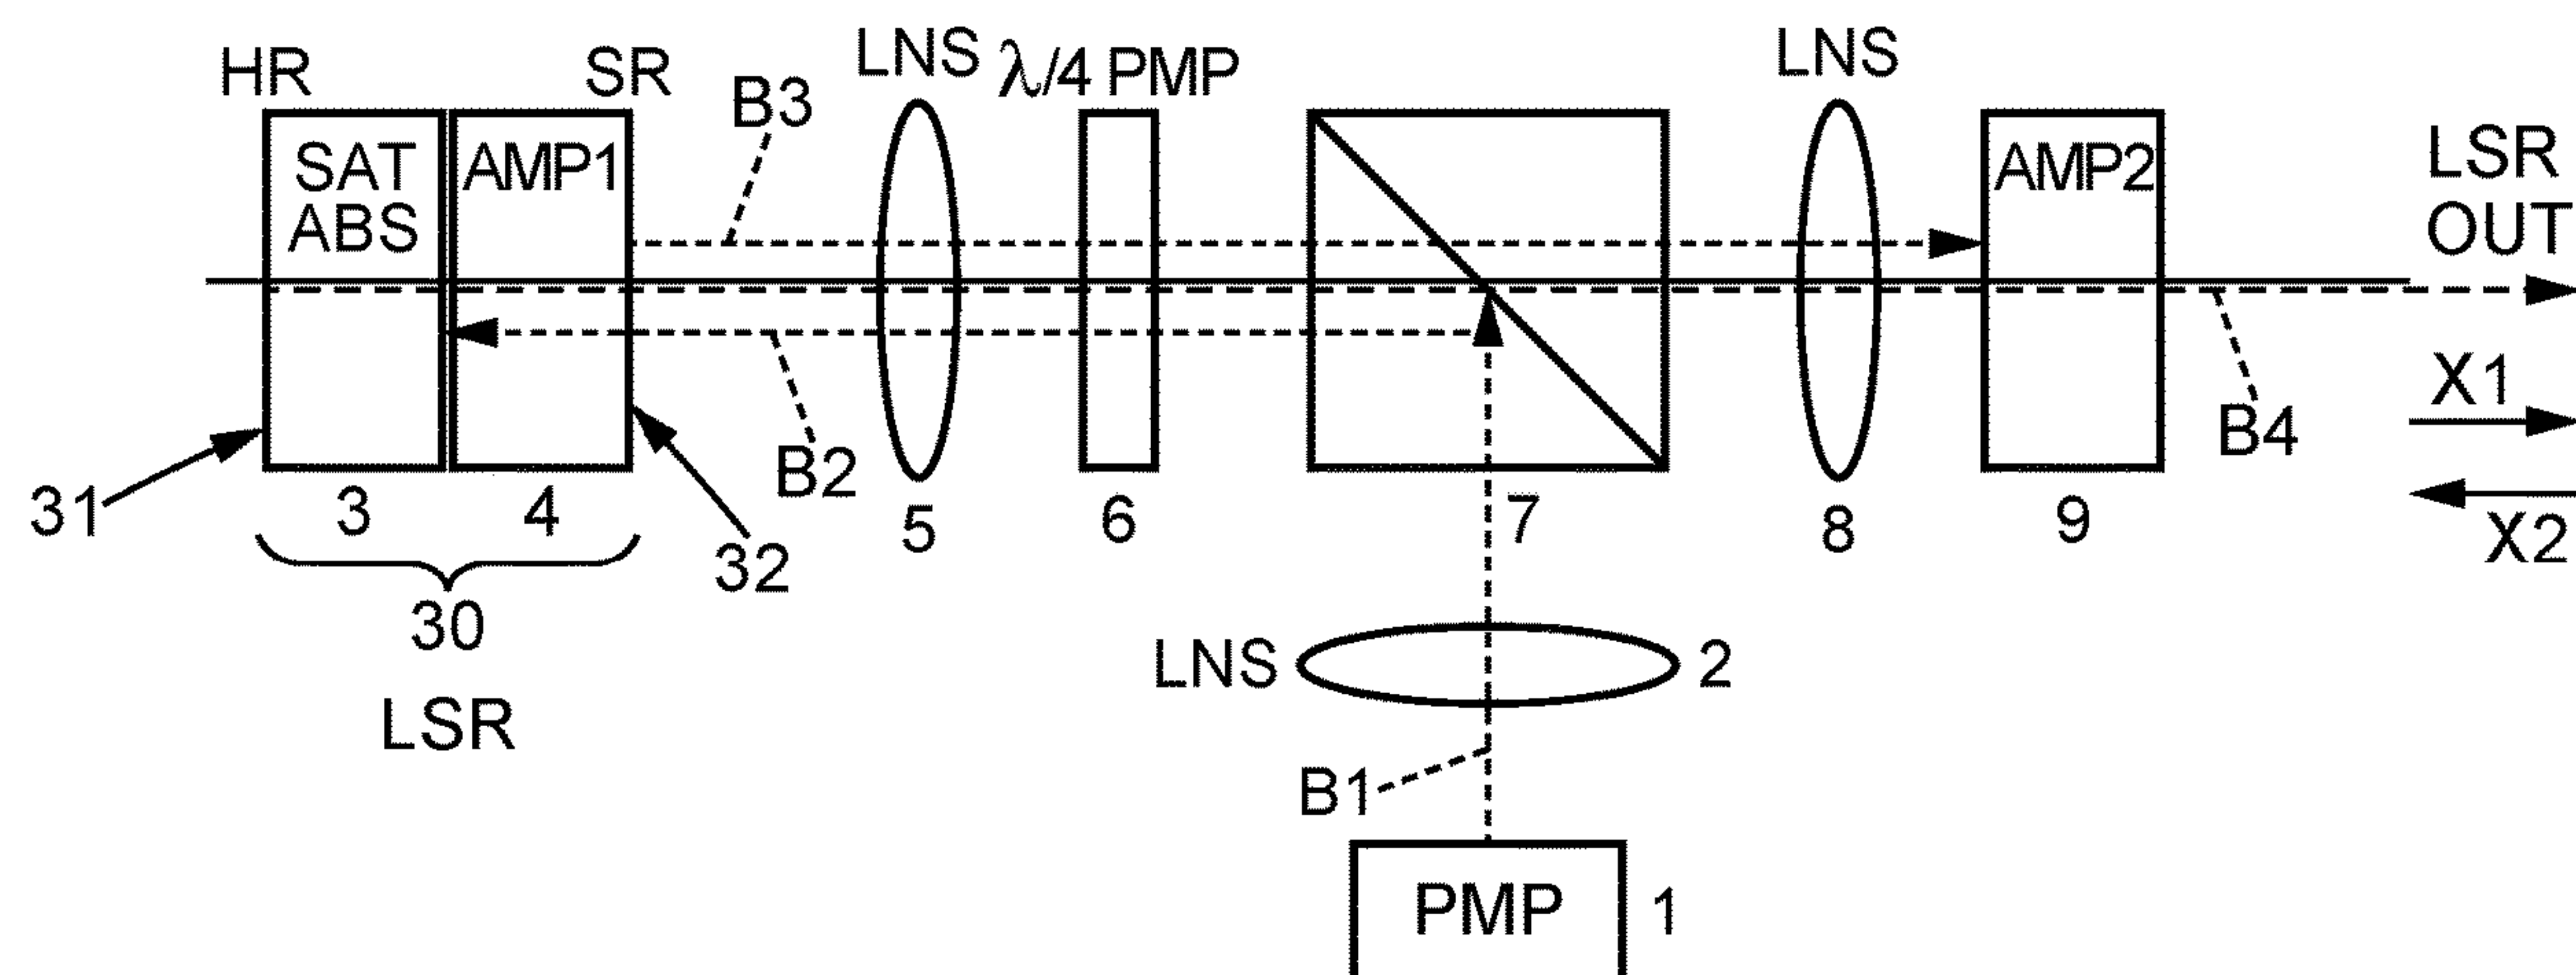 HR
SR
B3
LNS
λ/4 PMP
LNS
SAT
ABS
AMP1
AMP2
LSR
OUT
X1
B4
X2
B2
31
3
4
32
5
6
7
8
9
30
LSR
LNS
2
B1
PMP
1